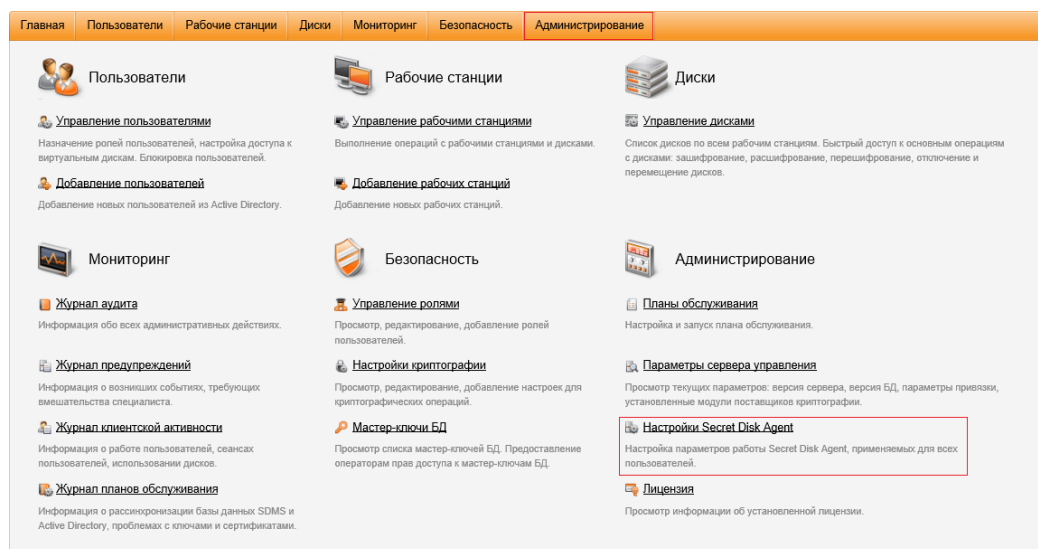 Главная Пользователи Рабочие станции Диски Мониторинг Безопасность Администрирование
Пользователи
Управление пользователями
Назначение ролей пользователей, настройка доступа к
виртуальным дискам. Блокировка пользователей.
Добавление пользователей
Добавление новых пользователей из Active Directory.
Рабочие станции
Управление рабочими станциями
Выполнение операций с рабочими станциями и дисками.
Добавление рабочих станций
Добавление новых рабочих станций.
Диски
Управление дисками
Список дисков по всем рабочим станциям. Быстрый доступ к основным операциям
с дисками: зашифрование, расшифрование, перешифрование, отключение и
перемещение дисков.
Мониторинг
Журнал аудита
Информация обо всех административных действиях.
Журнал предупреждений
Информация о возникших событиях, требующих
вмешательства специалиста.
Журнал клиентской активности
Информация о работе пользователей, сеансах
пользователей, использовании дисков.
Журнал планов обслуживания
Информация о рассинхронизации базы данных SDMS и
Active Directory, проблемах с ключами и сертификатами.
Безопасность
Управление ролями
Просмотр, редактирование, добавление ролей
пользователей.
Настройки криптографии
Просмотр, редактирование, добавление настроек для
криптографических операций.
Мастер-ключи БД
Просмотр списка мастер-ключей БД. Предоставление
операторам прав доступа к мастер-ключам БД.
Администрирование
Планы обслуживания
Настройка и запуск плана обслуживания.
Параметры сервера управления
Просмотр текущих параметров: версия сервера, версия БД, параметры привязки,
установленные модули поставщиков криптографии.
Настройки Secret Disk Agent
Настройка параметров работы Secret Disk Agent, применяемых для всех
пользователей.
Лицензия
Просмотр информации об установленной лицензии.